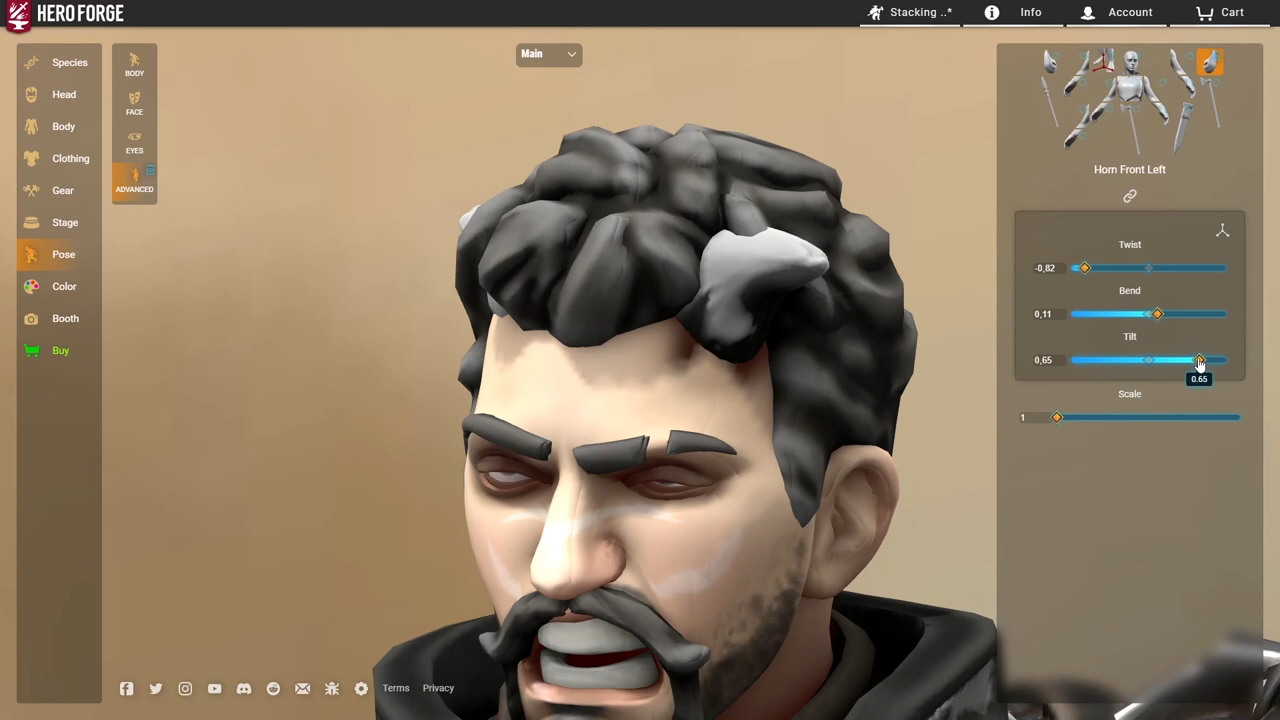 HERO FORGE
Stacking ..*
Info
Account
Cart
Species
Head
Body
Clothing
Gear
Stage
Pose
Color
Booth
Buy
BODY
FACE
EYES
ADVANCED
Main
Horn Front Left
Twist
-0,82
Bend
0,11
Tilt
0,65
0.65
Scale
1
Terms
Privacy